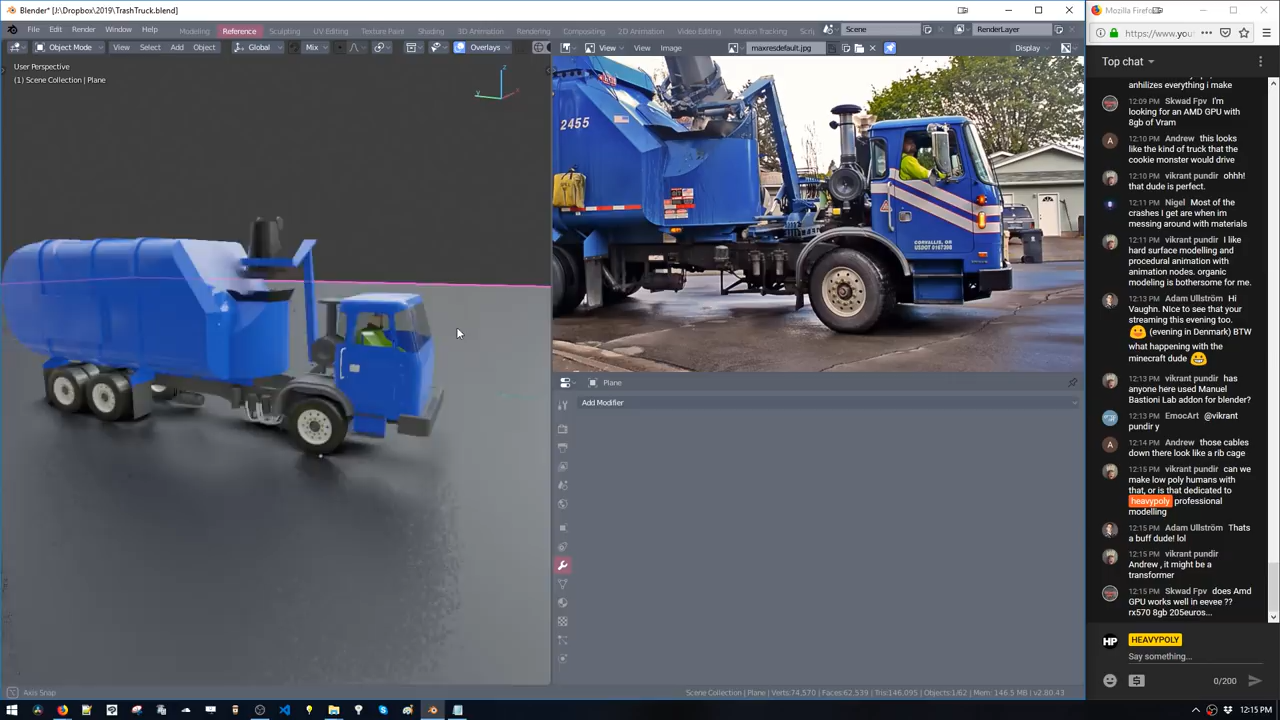 Blender* [J:\Dropbox\2019\TrashTruck.blend]
File Edit Render Window Help Modeling Reference Sculpting UV Editing Texture Paint Shading 3D Animation Rendering Compositing 2D Animation Video Editing Motion Tracking Scene RenderLayer
Object Mode View Select Add Object Global Mix Overlays
View View Image maxresdefault.jpg Display
User Perspective
(1) Scene Collection | Plane
z
y
2455
CORVALLIS, OR
USDOT 0167208
Plane
Add Modifier
Axis Snap
Scene Collection | Plane | Verts:74,570 | Faces:62,539 | Tris:146,095 | Objects:1/62 | Mem: 146.5 MB | v2.80.43
Mozilla Firefox
https://www.you
Top chat
anhilizes everything i make
12:09 PM Skwad Fpv I'm
looking for an AMD GPU with
8gb of Vram
12:10 PM Andrew this looks
like the kind of truck that the
cookie monster would drive
12:10 PM vikrant pundir ohhh!
that dude is perfect.
12:11 PM Nigel Most of the
crashes I get are when im
messing around with materials
12:11 PM vikrant pundir I like
hard surface modelling and
procedural animation with
animation nodes. organic
modeling is bothersome for me.
12:13 PM Adam Ullström Hi
Vaughn. NIce to see that your
streaming this evening too.
(evening in Denmark) BTW
what happening with the
minecraft dude
12:13 PM vikrant pundir has
anyone here used Manuel
Bastioni Lab addon for blender?
12:13 PM EmocArt @vikrant
pundir y
12:14 PM Andrew those cables
down there look like a rib cage
12:15 PM vikrant pundir can we
make low poly humans with
that, or is that dedicated to
heavypoly professional
modelling
12:15 PM Adam Ullström Thats
a buff dude! lol
12:15 PM vikrant pundir
Andrew , it might be a
transformer
12:15 PM Skwad Fpv does Amd
GPU works well in eevee ??
rx570 8gb 205euros...
HP HEAVYPOLY
Say something...
0/200
12:15 PM